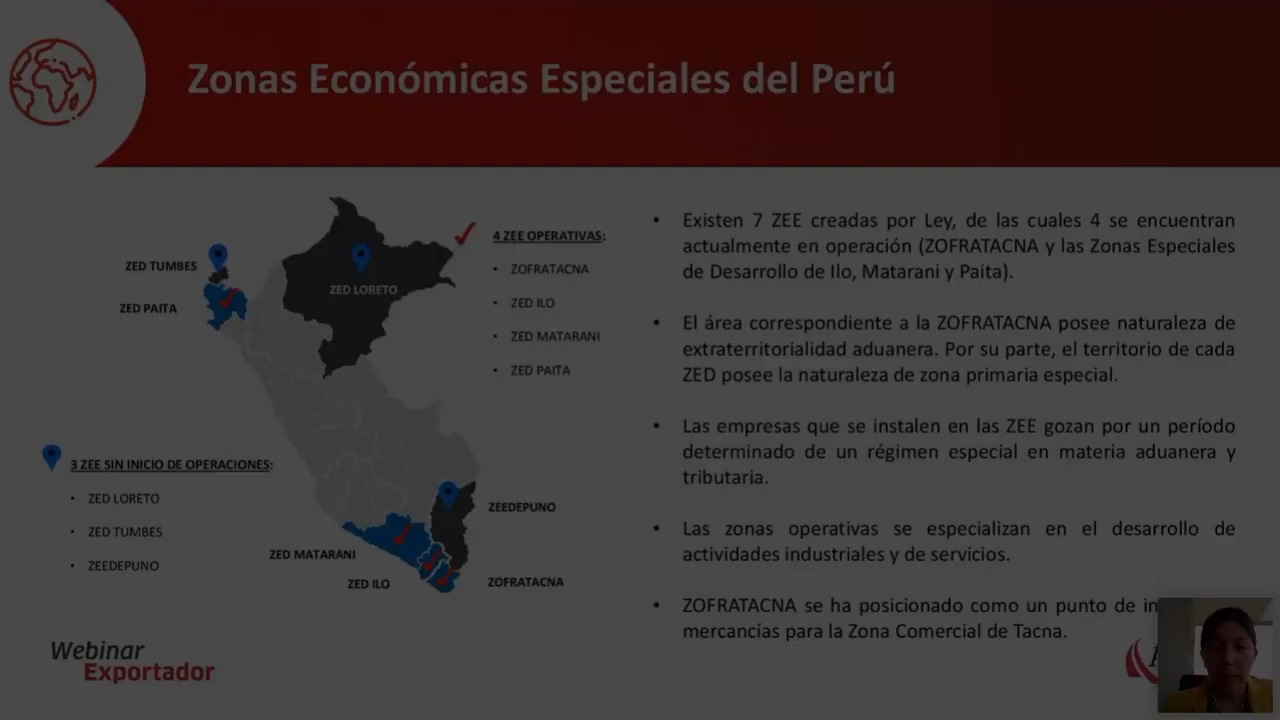 Zonas Económicas Especiales del Perú
ZED TUMBES
ZED PAITA
ZED LORETO
4 ZEE OPERATIVAS:
• ZOFRATACNA
• ZED ILO
• ZED MATARANI
• ZED PAITA
3 ZEE SIN INICIO DE OPERACIONES:
• ZED LORETO
• ZED TUMBES
• ZEEDEPUNO
ZEEDEPUNO
ZED MATARANI
ZED ILO
ZOFRATACNA
• Existen 7 ZEE creadas por Ley, de las cuales 4 se encuentran
actualmente en operación (ZOFRATACNA y las Zonas Especiales
de Desarrollo de Ilo, Matarani y Paita).
• El área correspondiente a la ZOFRATACNA posee naturaleza de
extraterritorialidad aduanera. Por su parte, el territorio de cada
ZED posee la naturaleza de zona primaria especial.
• Las empresas que se instalen en las ZEE gozan por un período
determinado de un régimen especial en materia aduanera y
tributaria.
• Las zonas operativas se especializan en el desarrollo de
actividades industriales y de servicios.
• ZOFRATACNA se ha posicionado como un punto de
mercancías para la Zona Comercial de Tacna.
Webinar
Exportador